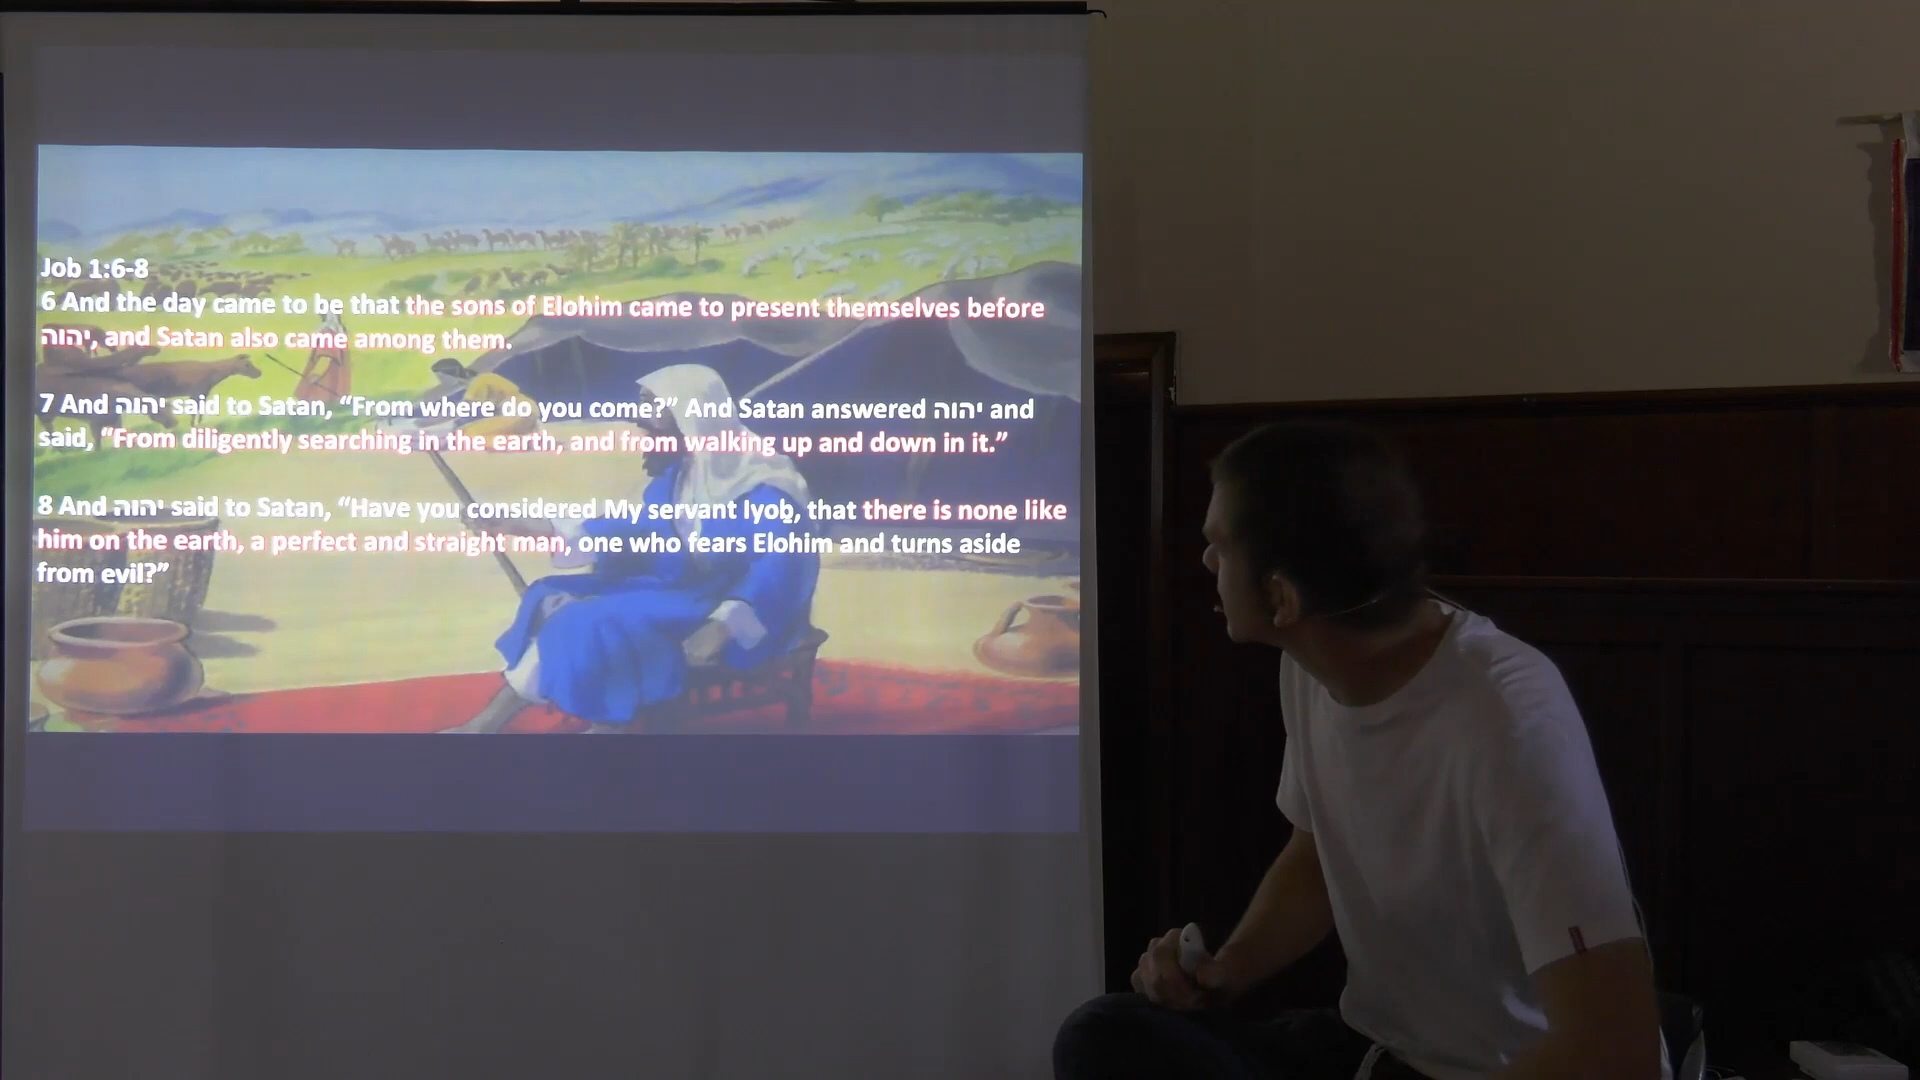 Job 1:6-8
6 And the day came to be that the sons of Elohim came to present themselves before
יהוה, and Satan also came among them.
7 And יהוה said to Satan, “From where do you come?” And Satan answered יהוה and
said, “From diligently searching in the earth, and from walking up and down in it.”
8 And יהוה said to Satan, “Have you considered My servant Iyoḇ, that there is none like
him on the earth, a perfect and straight man, one who fears Elohim and turns aside
from evil?”